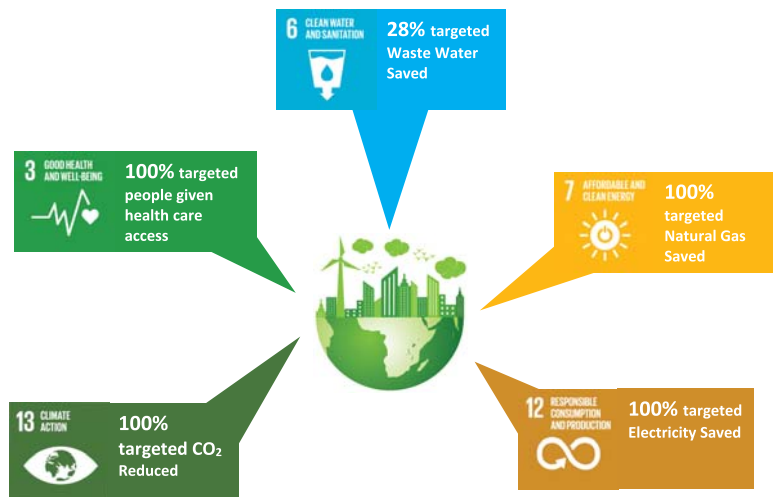 6 CLEAN WATER
AND SANITATION
28% targeted
Waste Water
Saved
3 GOOD HEALTH
AND WELL-BEING
100% targeted
people given
health care
access
7 AFFORDABLE AND
CLEAN ENERGY
100%
targeted
Natural Gas
Saved
13 CLIMATE
ACTION
100%
targeted CO₂
Reduced
12 RESPONSIBLE
CONSUMPTION
AND PRODUCTION
100% targeted
Electricity Saved